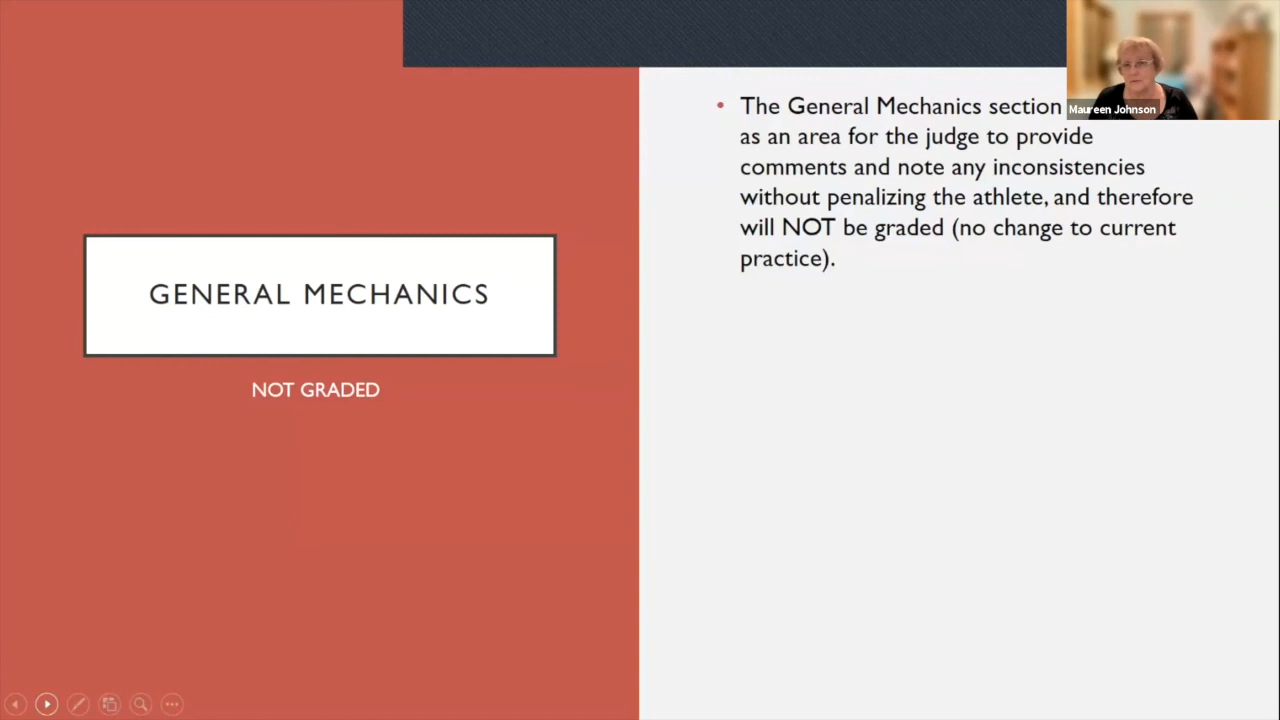 Maureen Johnson
The General Mechanics section
as an area for the judge to provide
comments and note any inconsistencies
without penalizing the athlete, and therefore
will NOT be graded (no change to current
practice).
GENERAL MECHANICS
NOT GRADED